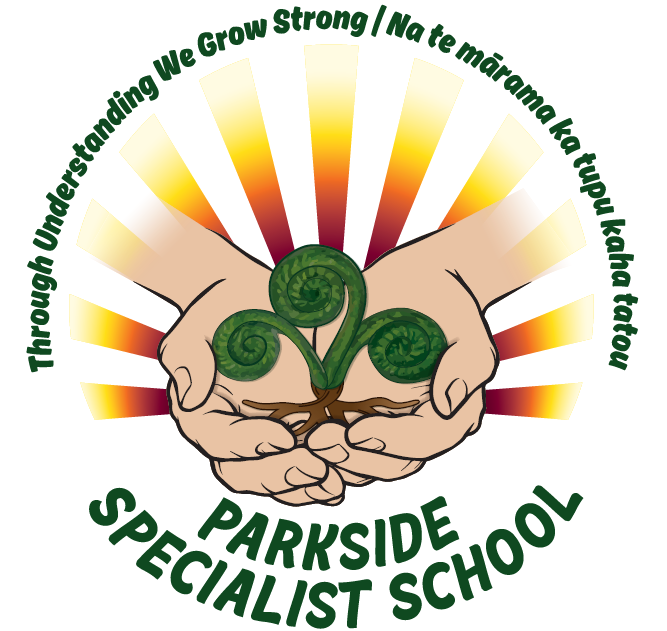 Through Understanding We Grow Strong | Na te mārama ka tupu kaha tatou
PARKSIDE
SPECIALIST SCHOOL